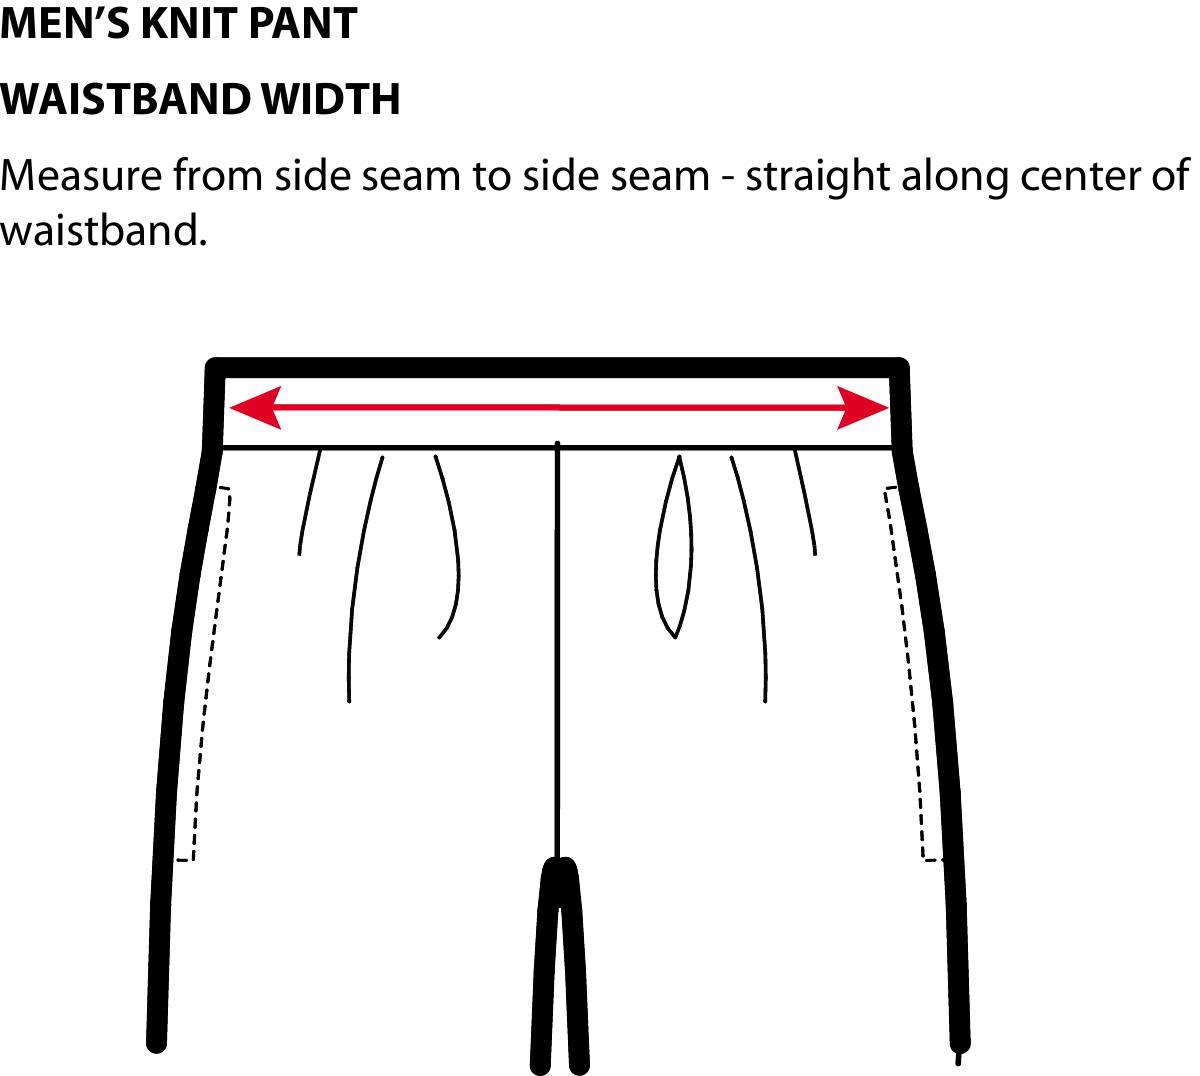 MEN’S KNIT PANT
WAISTBAND WIDTH
Measure from side seam to side seam - straight along center of
waistband.